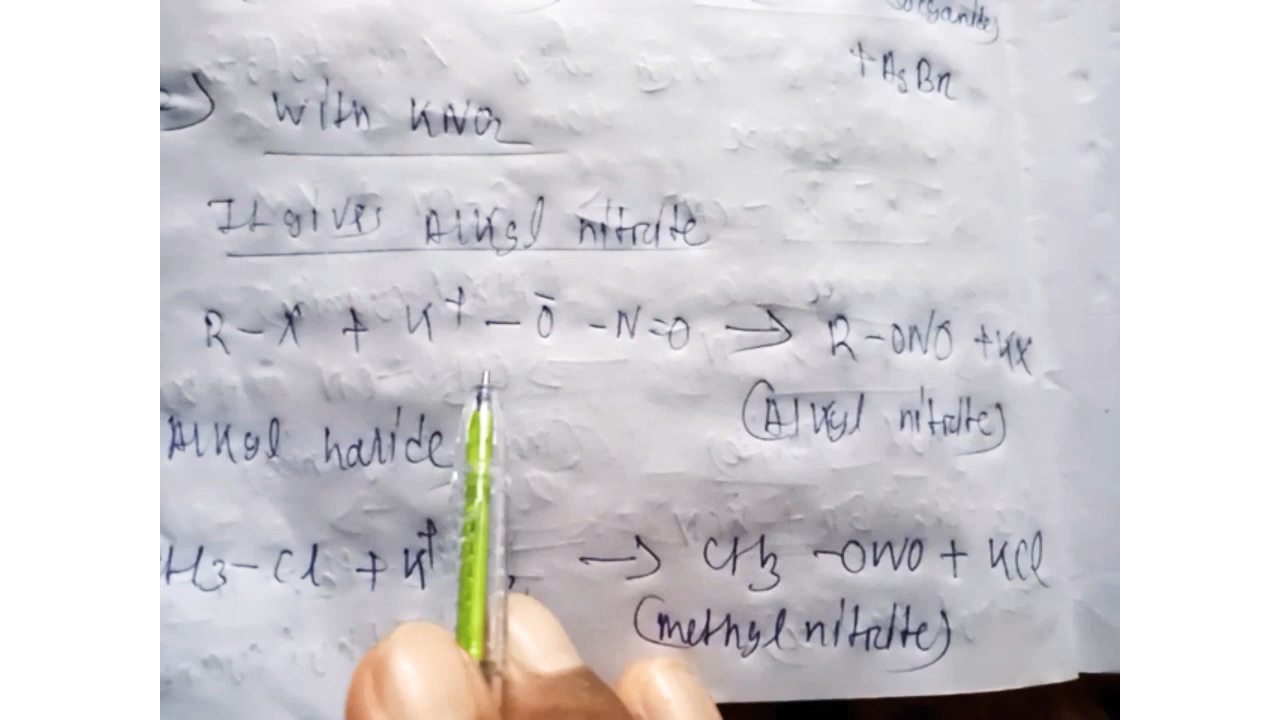 + AgBr
With KNO2
It gives Alkyl nitrite
R-X + K+ - Ō -N=O → R-ONO + KX
(Alkyl nitrite)
Alkyl halide
H3-Cl + K+ → CH3 -ONO + KCl
(methyl nitrite)